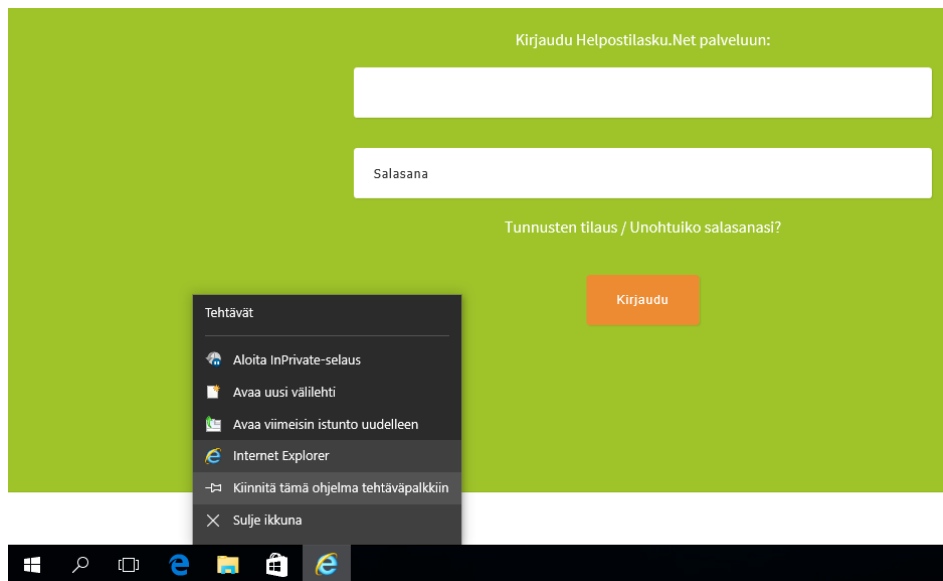 Kirjaudu Helpostilasku.Net palveluun:
Salasana
Tunnusten tilaus / Unohtuiko salasanasi?
Kirjaudu
Tehtävät
Aloita InPrivate-selaus
Avaa uusi välilehti
Avaa viimeisin istunto uudelleen
Internet Explorer
Kiinnitä tämä ohjelma tehtäväpalkkiin
Sulje ikkuna